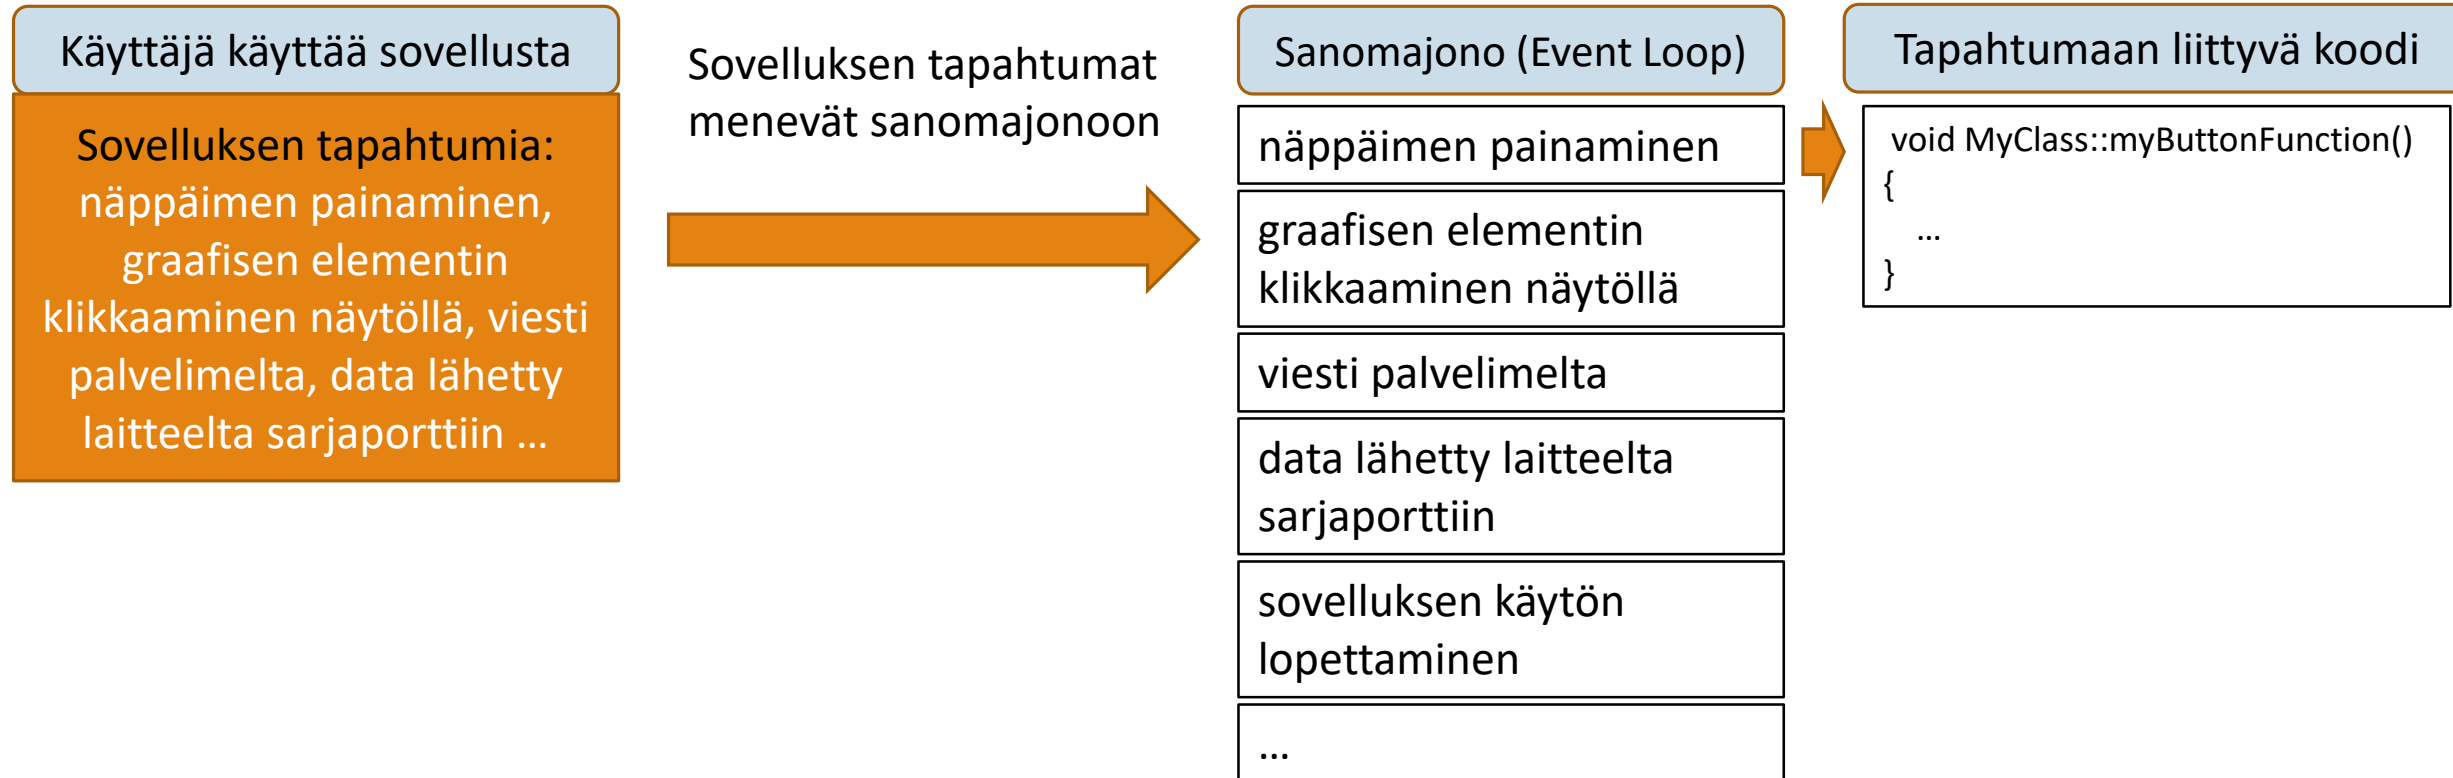 Käyttäjä käyttää sovellusta
Sovelluksen tapahtumia:
näppäimen painaminen,
graafisen elementin
klikkaaminen näytöllä, viesti
palvelimelta, data lähetty
laitteelta sarjaporttiin ...
Sovelluksen tapahtumat
menevät sanomajonoon
Sanomajono (Event Loop)
näppäimen painaminen
graafisen elementin
klikkaaminen näytöllä
viesti palvelimelta
data lähetty laitteelta
sarjaporttiin
sovelluksen käytön
lopettaminen
...
Tapahtumaan liittyvä koodi
void MyClass::myButtonFunction()
{
...
}